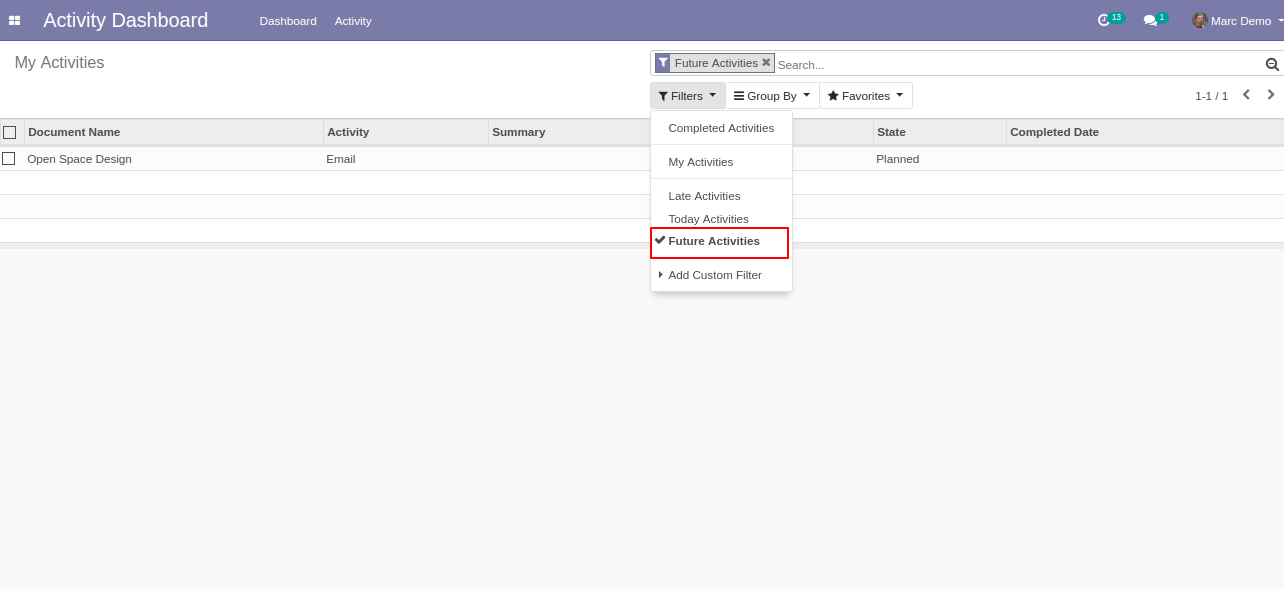 Activity Dashboard Dashboard Activity 13 1 Marc Demo
My Activities
Future Activities Search...
Filters Group By Favorites 1-1 / 1
Document Name Activity Summary State Completed Date
Open Space Design Email Planned
Completed Activities
My Activities
Late Activities
Today Activities
Future Activities
Add Custom Filter